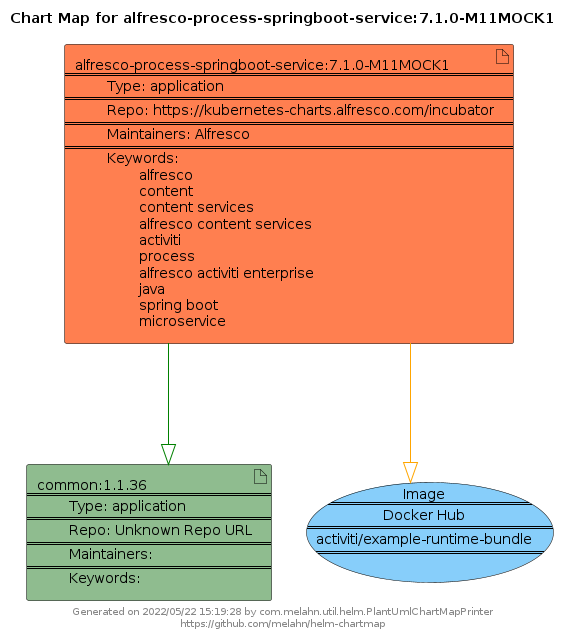 Chart Map for alfresco-process-springboot-service:7.1.0-M11MOCK1
alfresco-process-springboot-service:7.1.0-M11MOCK1
Type: application
Repo: https://kubernetes-charts.alfresco.com/incubator
Maintainers: Alfresco
Keywords:
alfresco
content
content services
alfresco content services
activiti
process
alfresco activiti enterprise
java
spring boot
microservice
common:1.1.36
Type: application
Repo: Unknown Repo URL
Maintainers:
Keywords:
Image
Docker Hub
activiti/example-runtime-bundle
Generated on 2022/05/22 15:19:28 by com.melahn.util.helm.PlantUmlChartMapPrinter
https://github.com/melahn/helm-chartmap